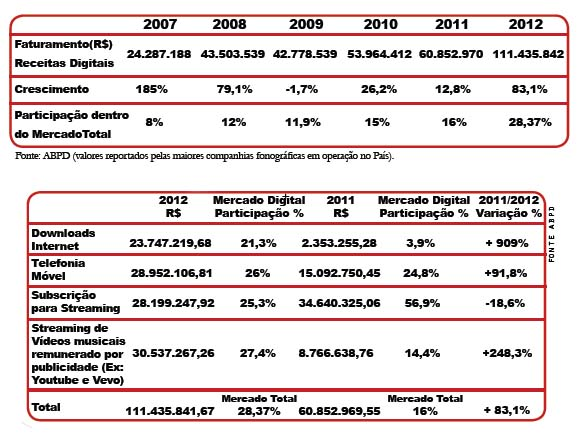 2007 2008 2009 2010 2011 2012
Faturamento(R$)
Receitas Digitais 24.287.188 43.503.539 42.778.539 53.964.412 60.852.970 111.435.842
Crescimento 185% 79,1% -1,7% 26,2% 12,8% 83,1%
Participação dentro
do MercadoTotal 8% 12% 11,9% 15% 16% 28,37%
Fonte: ABPD (valores reportados pelas maiores companhias fonográficas em operação no País).
2012 Mercado Digital 2011 Mercado Digital 2011/2012
R$ Participação % R$ Participação % Variação %
Downloads
Internet 23.747.219,68 21,3% 2.353.255,28 3,9% + 909%
Telefonia
Móvel 28.952.106,81 26% 15.092.750,45 24,8% +91,8%
Subscrição
para Streaming 28.199.247,92 25,3% 34.640.325,06 56,9% -18,6%
Streaming de
Vídeos musicais
remunerado por 30.537.267,26 27,4% 8.766.638,76 14,4% +248,3%
publicidade (Ex:
Youtube e Vevo)
Mercado Total Mercado Total
Total 111.435.841,67 28,37% 60.852.969,55 16% + 83,1%
FONTE ABPD